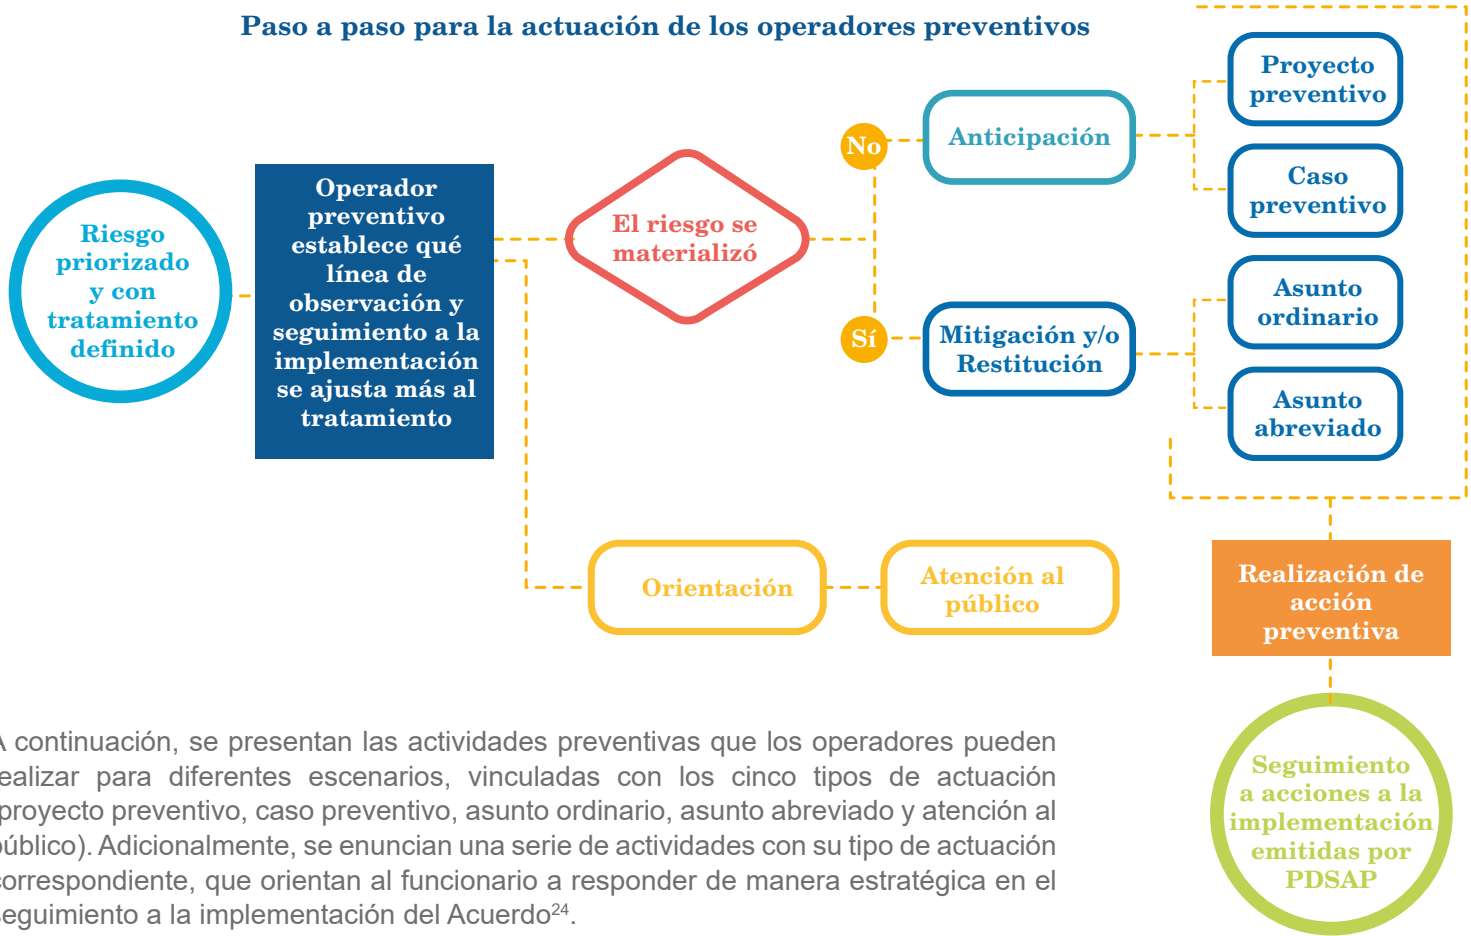 Paso a paso para la actuación de los operadores preventivos
Riesgo
priorizado
y con
tratamiento
definido
Operador
preventivo
establece qué
línea de
observación y
seguimiento a la
implementación
se ajusta más al
tratamiento
El riesgo se
materializó
No
Sí
Anticipación
Mitigación y/o
Restitución
Proyecto
preventivo
Caso
preventivo
Asunto
ordinario
Asunto
abreviado
Orientación
Atención al
público
Realización de
acción
preventiva
Seguimiento
a acciones a la
implementación
emitidas por
PDSAP
A continuación, se presentan las actividades preventivas que los operadores pueden
realizar para diferentes escenarios, vinculadas con los cinco tipos de actuación
(proyecto preventivo, caso preventivo, asunto ordinario, asunto abreviado y atención al
público). Adicionalmente, se enuncian una serie de actividades con su tipo de actuación
correspondiente, que orientan al funcionario a responder de manera estratégica en el
seguimiento a la implementación del Acuerdo²⁴.